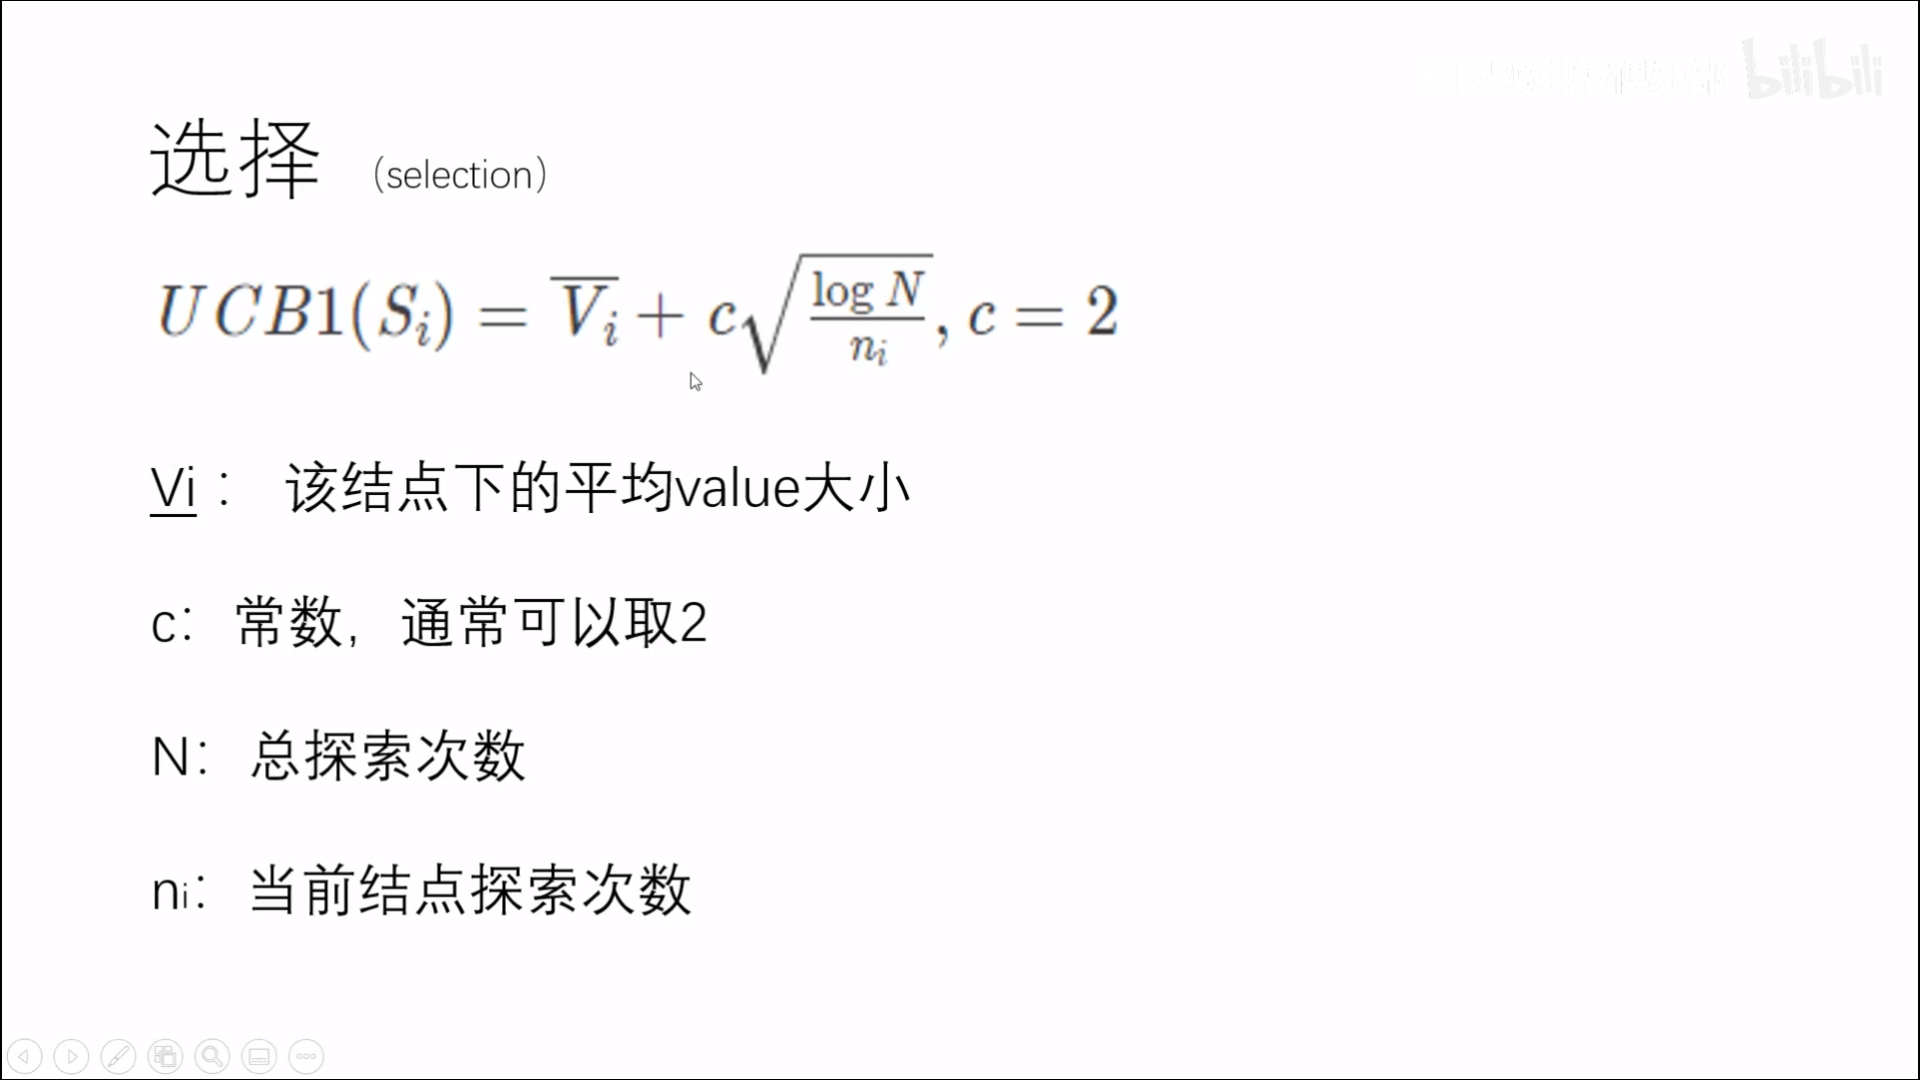 bilibili
选择 （selection）
UCB1(S_i) = \overline{V_i} + c\sqrt{\frac{\log N}{n_i}}, c = 2
Vi： 该结点下的平均value大小
c：常数，通常可以取2
N：总探索次数
ni：当前结点探索次数